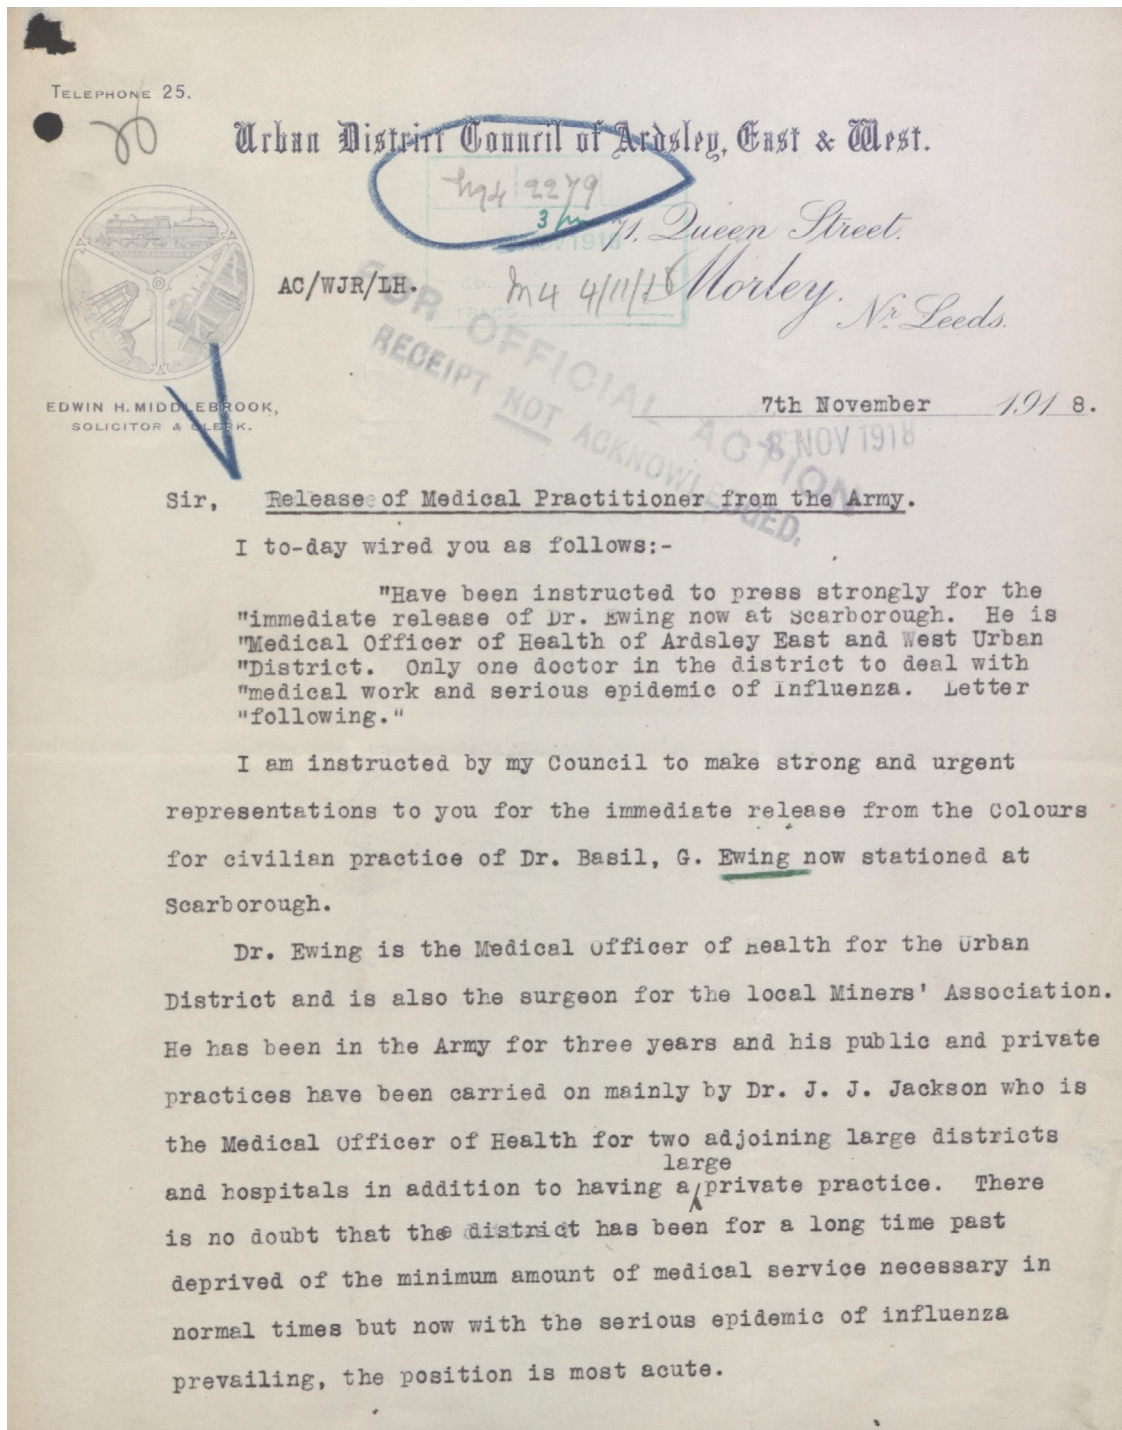 TELEPHONE 25.
Urban District Council of Ardsley, East & West.
2279
71, Queen Street.
AC/WJR/LH.
4/11/18
Morley.
Nr Leeds.
FOR OFFICIAL ACTION
RECEIPT NOT ACKNOWLEDGED.
EDWIN H. MIDDLEBROOK,
SOLICITOR & CLERK.
7th November 1918.
8 NOV 1918
Sir, Release of Medical Practitioner from the Army.
I to-day wired you as follows:-
"Have been instructed to press strongly for the
"immediate release of Dr. Ewing now at Scarborough. He is
"Medical Officer of Health of Ardsley East and West Urban
"District. Only one doctor in the district to deal with
"medical work and serious epidemic of Influenza. Letter
"following."
I am instructed by my Council to make strong and urgent
representations to you for the immediate release from the Colours
for civilian practice of Dr. Basil, G. Ewing now stationed at
Scarborough.
Dr. Ewing is the Medical Officer of Health for the Urban
District and is also the surgeon for the local Miners' Association.
He has been in the Army for three years and his public and private
practices have been carried on mainly by Dr. J. J. Jackson who is
the Medical Officer of Health for two adjoining large districts
large
and hospitals in addition to having a private practice. There
is no doubt that the district has been for a long time past
deprived of the minimum amount of medical service necessary in
normal times but now with the serious epidemic of influenza
prevailing, the position is most acute.